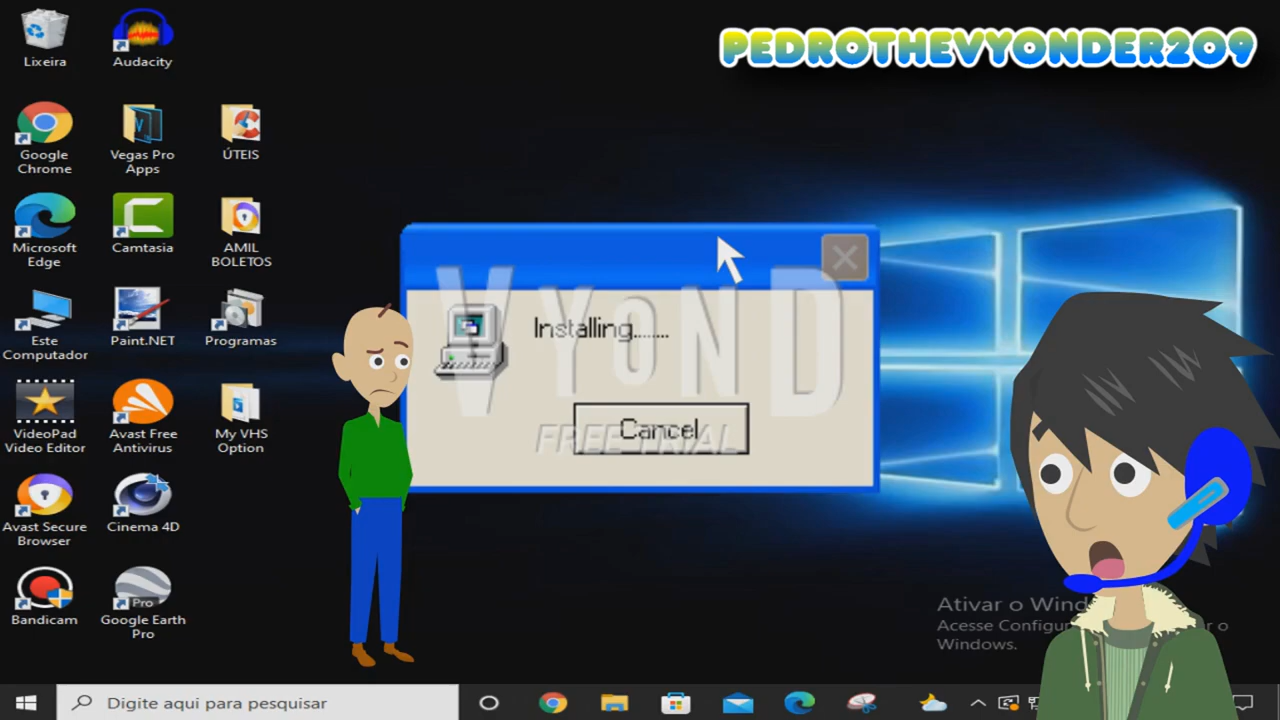 PEDROTHEVYONDER209
Lixeira
Audacity
Google
Chrome
Vegas Pro
Apps
ÚTEIS
Microsoft
Edge
Camtasia
AMIL
BOLETOS
Este
Computador
Paint.NET
Programas
VideoPad
Video Editor
Avast Free
Antivirus
My VHS
Option
Avast Secure
Browser
Cinema 4D
Bandicam
Pro
Google Earth
Pro
Installing.......
VYOND
Cancel
FREE TRIAL
Ativar o Wind
Acesse Configur r o
Windows.
Digite aqui para pesquisar